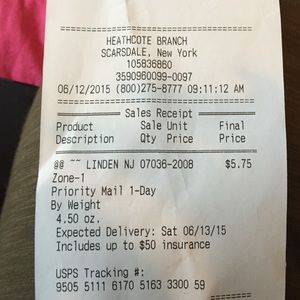 HEATHCOTE BRANCH
SCARSDALE, New York
105836860
3590960099-0097
06/12/2015 (800)275-8777 09:11:12 AM
Sales Receipt
Product Sale Unit Final
Description Qty Price Price
@@ ~~ LINDEN NJ 07036-2008 $5.75
Zone-1
Priority Mail 1-Day
By Weight
4.50 oz.
Expected Delivery: Sat 06/13/15
Includes up to $50 insurance
USPS Tracking #:
9505 5111 6170 5163 3300 59